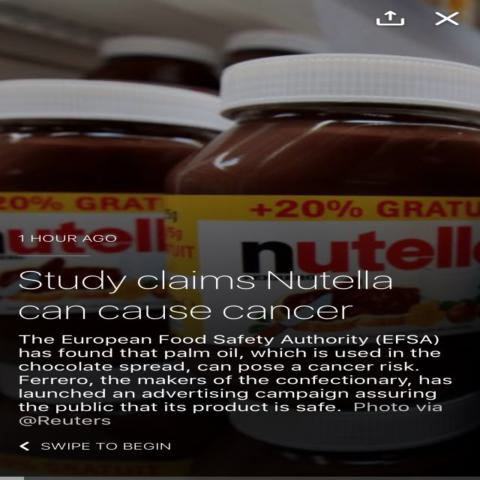 +20% GRATU
20% GRAT
nutell
nutell
1 HOUR AGO
Study claims Nutella
can cause cancer
The European Food Safety Authority (EFSA)
has found that palm oil, which is used in the
chocolate spread, can pose a cancer risk.
Ferrero, the makers of the confectionary, has
launched an advertising campaign assuring
the public that its product is safe. Photo via
@Reuters
SWIPE TO BEGIN